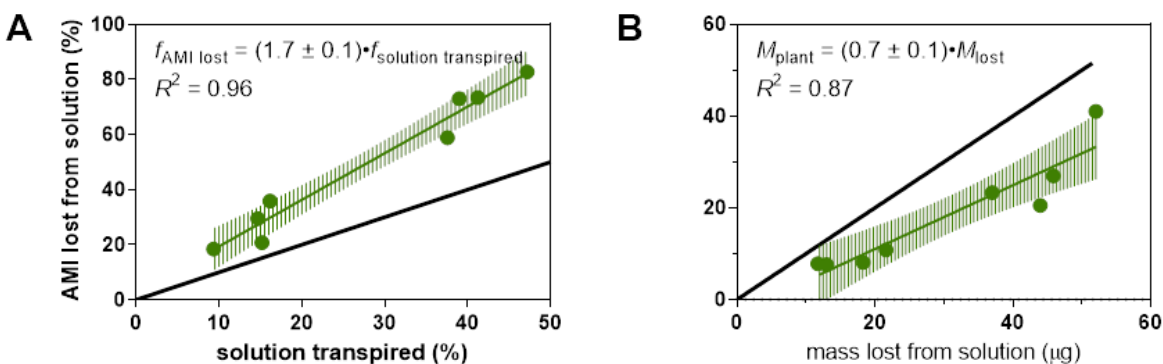 A
AMI lost from solution (%)
100
80
60
40
20
0
f_AMI lost = (1.7 ± 0.1)•f_solution transpired
R² = 0.96
0 10 20 30 40 50
solution transpired (%)
B
60
40
20
0
M_plant = (0.7 ± 0.1)•M_lost
R² = 0.87
0 20 40 60
mass lost from solution (μg)